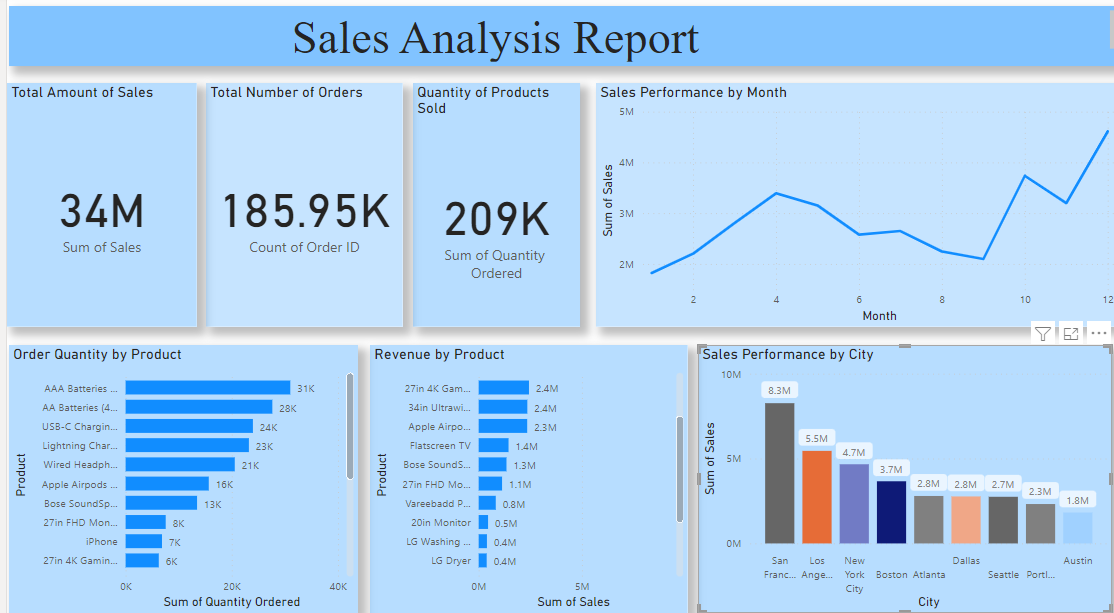 Sales Analysis Report
Total Amount of Sales
34M
Sum of Sales
Total Number of Orders
185.95K
Count of Order ID
Quantity of Products
Sold
209K
Sum of Quantity
Ordered
Sales Performance by Month
Sum of Sales
5M
4M
3M
2M
2
4
6
8
10
12
Month
Order Quantity by Product
Product
AAA Batteries ... 31K
AA Batteries (4... 28K
USB-C Chargin... 24K
Lightning Char... 23K
Wired Headph... 21K
Apple Airpods ... 16K
Bose SoundSp... 13K
27in FHD Mon... 8K
iPhone 7K
27in 4K Gamin... 6K
0K
20K
40K
Sum of Quantity Ordered
Revenue by Product
Product
27in 4K Gam... 2.4M
34in Ultrawi... 2.4M
Apple Airpo... 2.3M
Flatscreen TV 1.4M
Bose SoundS... 1.3M
27in FHD Mo... 1.1M
Vareebadd P... 0.8M
20in Monitor 0.5M
LG Washing ... 0.4M
LG Dryer 0.4M
0M
5M
Sum of Sales
Sales Performance by City
Sum of Sales
10M
5M
0M
8.3M
5.5M
4.7M
3.7M
2.8M
2.8M
2.7M
2.3M
1.8M
San
Franc...
Los
Ange...
New
York
City
Boston
Atlanta
Dallas
Seattle
Portl...
Austin
City